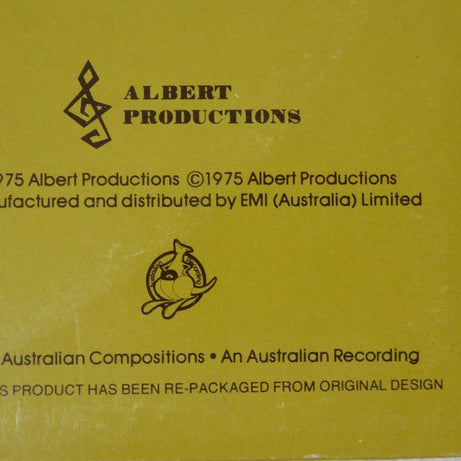 ALBERT
PRODUCTIONS
975 Albert Productions ©1975 Albert Productions
ufactured and distributed by EMI (Australia) Limited
Australian Compositions • An Australian Recording
S PRODUCT HAS BEEN RE-PACKAGED FROM ORIGINAL DESIGN